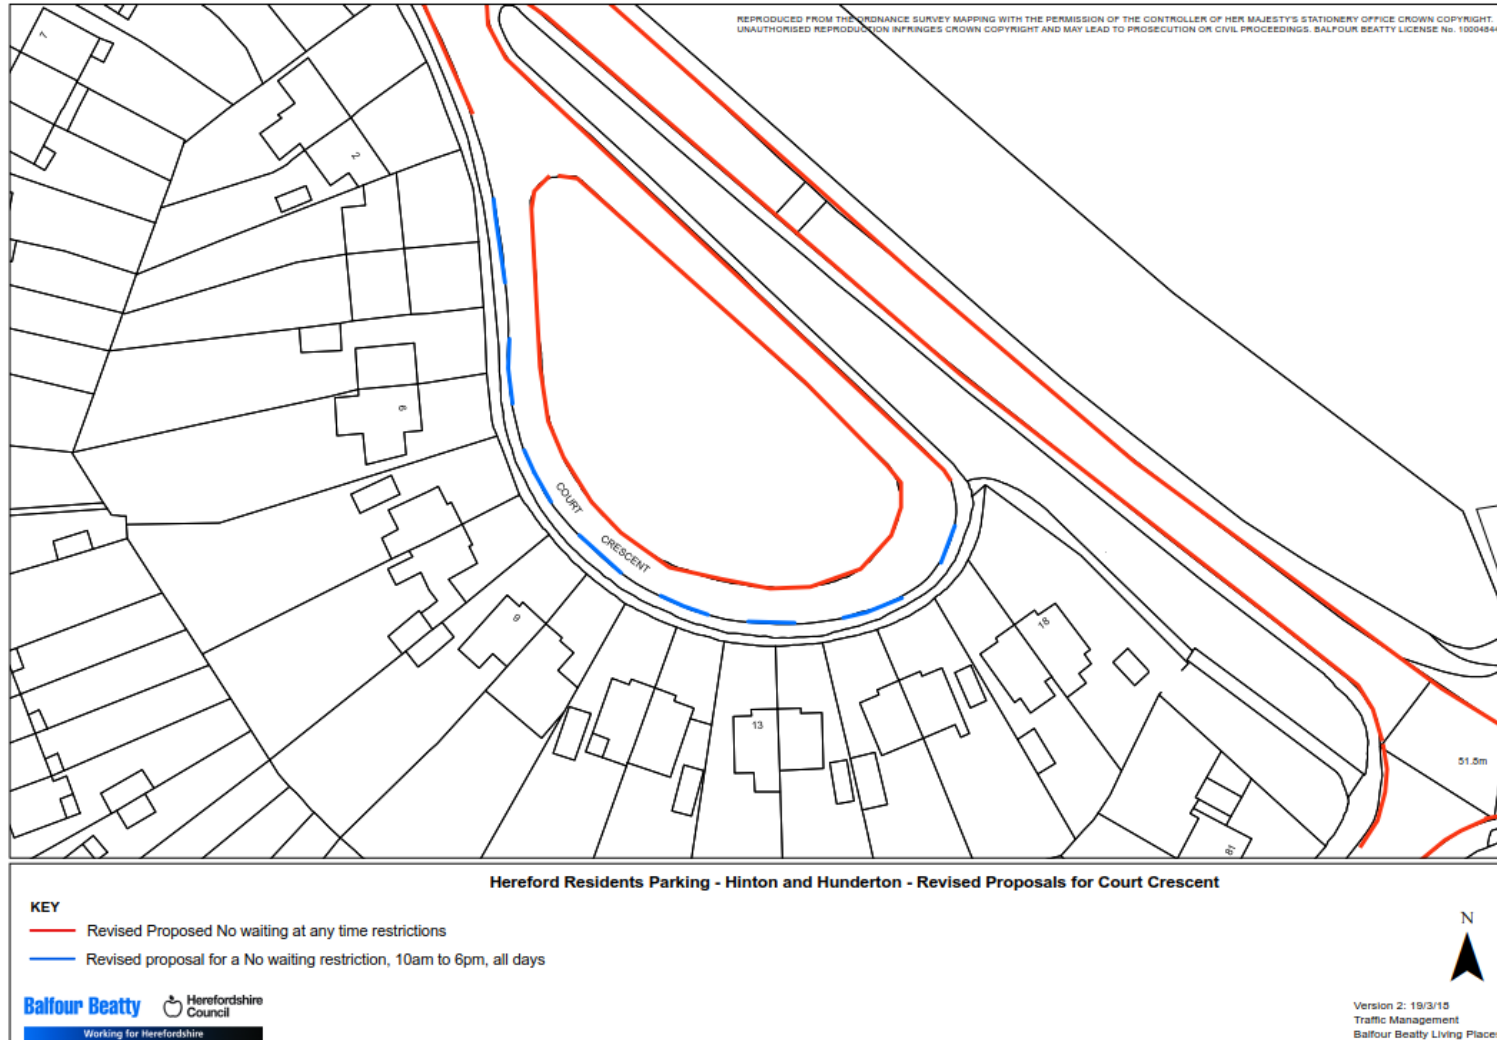 REPRODUCED FROM THE ORDNANCE SURVEY MAPPING WITH THE PERMISSION OF THE CONTROLLER OF HER MAJESTY'S STATIONERY OFFICE CROWN COPYRIGHT.
UNAUTHORISED REPRODUCTION INFRINGES CROWN COPYRIGHT AND MAY LEAD TO PROSECUTION OR CIVIL PROCEEDINGS. BALFOUR BEATTY LICENSE No. 10004844
7
2
6
COURT
CRESCENT
9
18
13
51.5m
81
Hereford Residents Parking - Hinton and Hunderton - Revised Proposals for Court Crescent
KEY
Revised Proposed No waiting at any time restrictions
Revised proposal for a No waiting restriction, 10am to 6pm, all days
N
Balfour Beatty
Herefordshire
Council
Working for Herefordshire
Version 2: 19/3/15
Traffic Management
Balfour Beatty Living Places